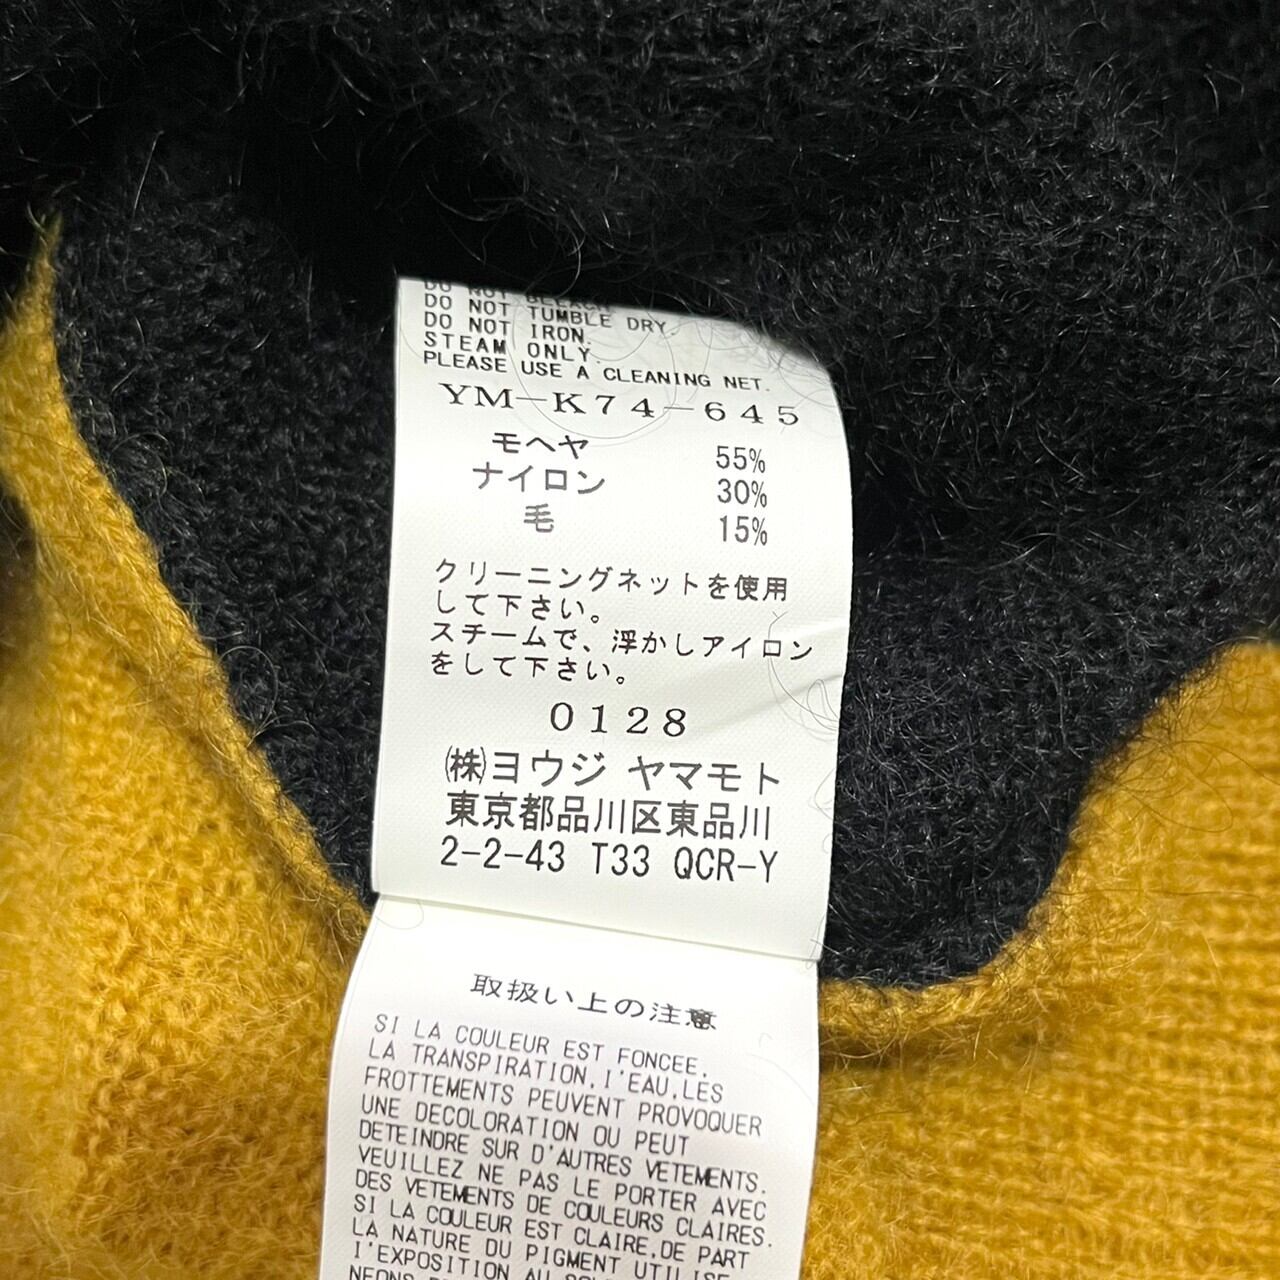 DO NOT BLEACH
DO NOT TUMBLE DRY.
DO NOT IRON.
STEAM ONLY.
PLEASE USE A CLEANING NET.
YM-K74-645
モヘヤ 55%
ナイロン 30%
毛 15%
クリーニングネットを使用
して下さい。
スチームで、浮かしアイロン
をして下さい。
0128
㈱ヨウジ ヤマモト
東京都品川区東品川
2-2-43 T33 QCR-Y
取扱い上の注意
SI LA COULEUR EST FONCEE,
LA TRANSPIRATION,I'EAU,LES
FROTTEMENTS PEUVENT PROVOQUER
UNE DECOLORATION OU PEUT
DETEINDRE SUR D'AUTRES VETEMENTS.
VEUILLEZ NE PAS LE PORTER AVEC
DES VETEMENTS DE COULEURS CLAIRES.
SI LA COULEUR EST CLAIRE,DE PART
LA NATURE DU PIGMENT UTILISE
I'EXPOSITION AU